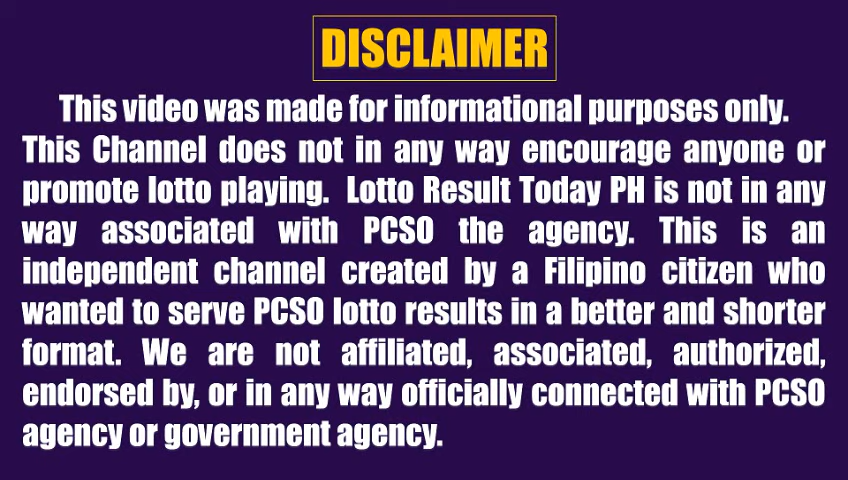 DISCLAIMER
This video was made for informational purposes only.
This Channel does not in any way encourage anyone or
promote lotto playing. Lotto Result Today PH is not in any
way associated with PCSO the agency. This is an
independent channel created by a Filipino citizen who
wanted to serve PCSO lotto results in a better and shorter
format. We are not affiliated, associated, authorized,
endorsed by, or in any way officially connected with PCSO
agency or government agency.